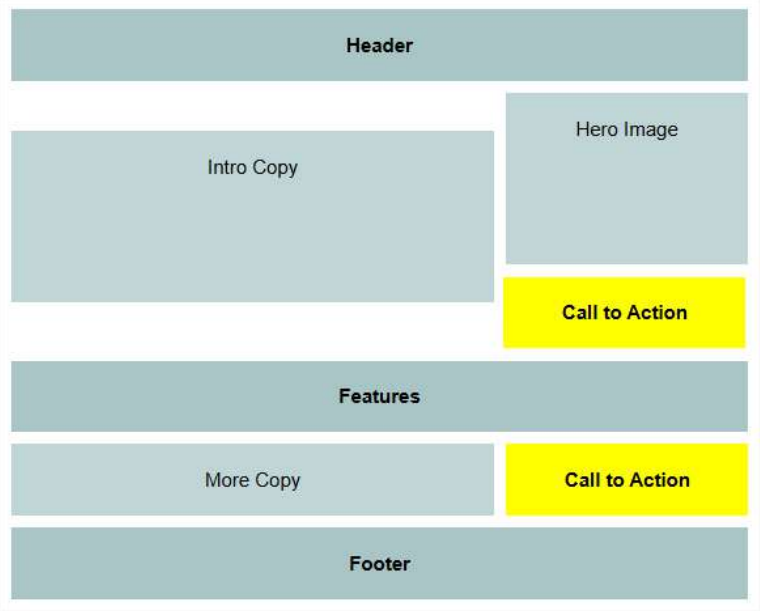 Header
Intro Copy
Hero Image
Call to Action
Features
More Copy
Call to Action
Footer